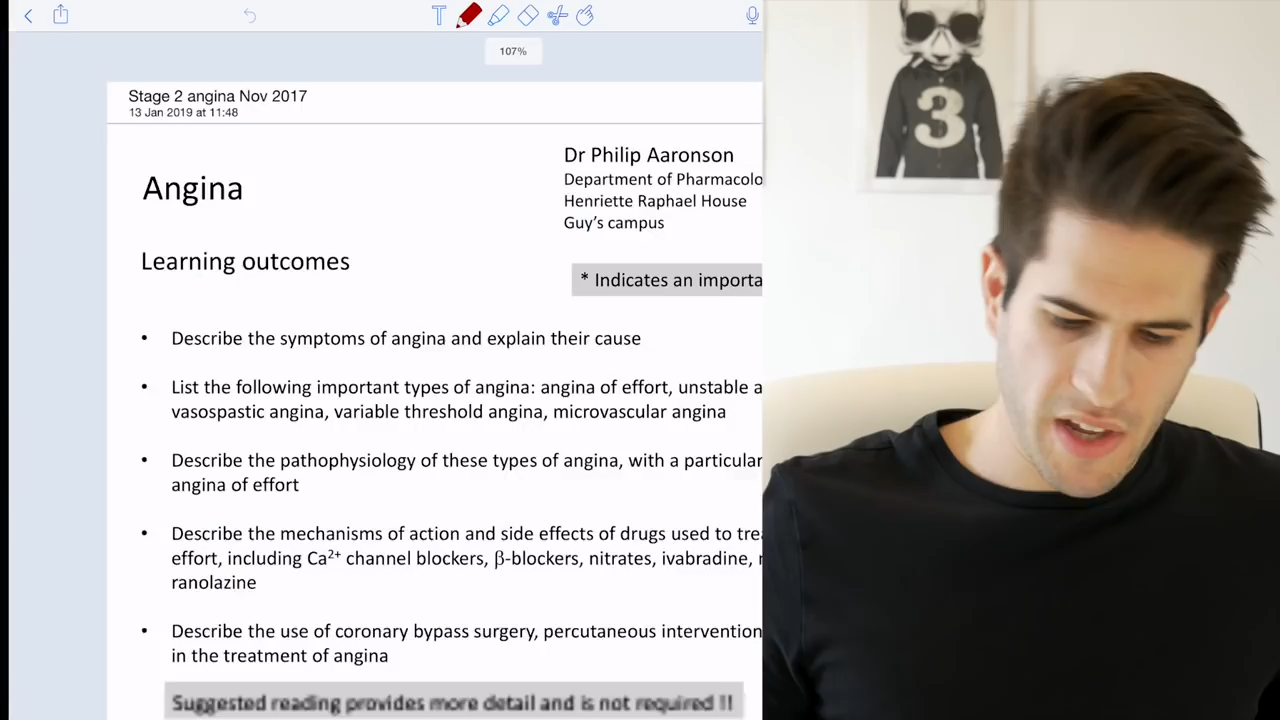 107%
Stage 2 angina Nov 2017
13 Jan 2019 at 11:48
Dr Philip Aaronson
Department of Pharmacolo
Henriette Raphael House
Guy's campus
Angina
Learning outcomes
* Indicates an importa
• Describe the symptoms of angina and explain their cause
• List the following important types of angina: angina of effort, unstable a
vasospastic angina, variable threshold angina, microvascular angina
• Describe the pathophysiology of these types of angina, with a particular
angina of effort
• Describe the mechanisms of action and side effects of drugs used to trea
effort, including Ca²⁺ channel blockers, β-blockers, nitrates, ivabradine,
ranolazine
• Describe the use of coronary bypass surgery, percutaneous intervention
in the treatment of angina
Suggested reading provides more detail and is not required !!
3